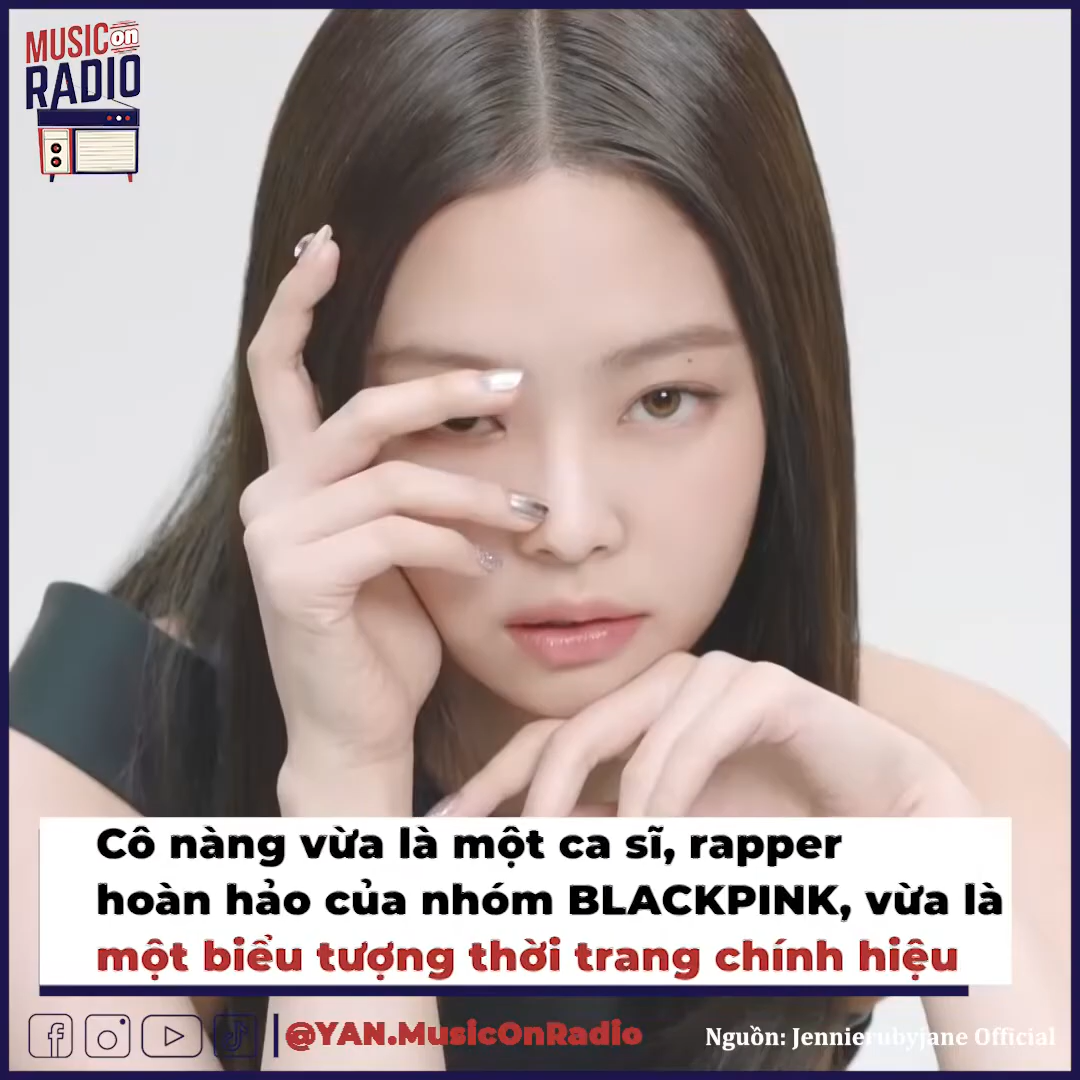 MUSIC on
RADIO
Cô nàng vừa là một ca sĩ, rapper
hoàn hảo của nhóm BLACKPINK, vừa là
một biểu tượng thời trang chính hiệu
@YAN.MusicOnRadio
Nguồn: Jennierubyjane Official